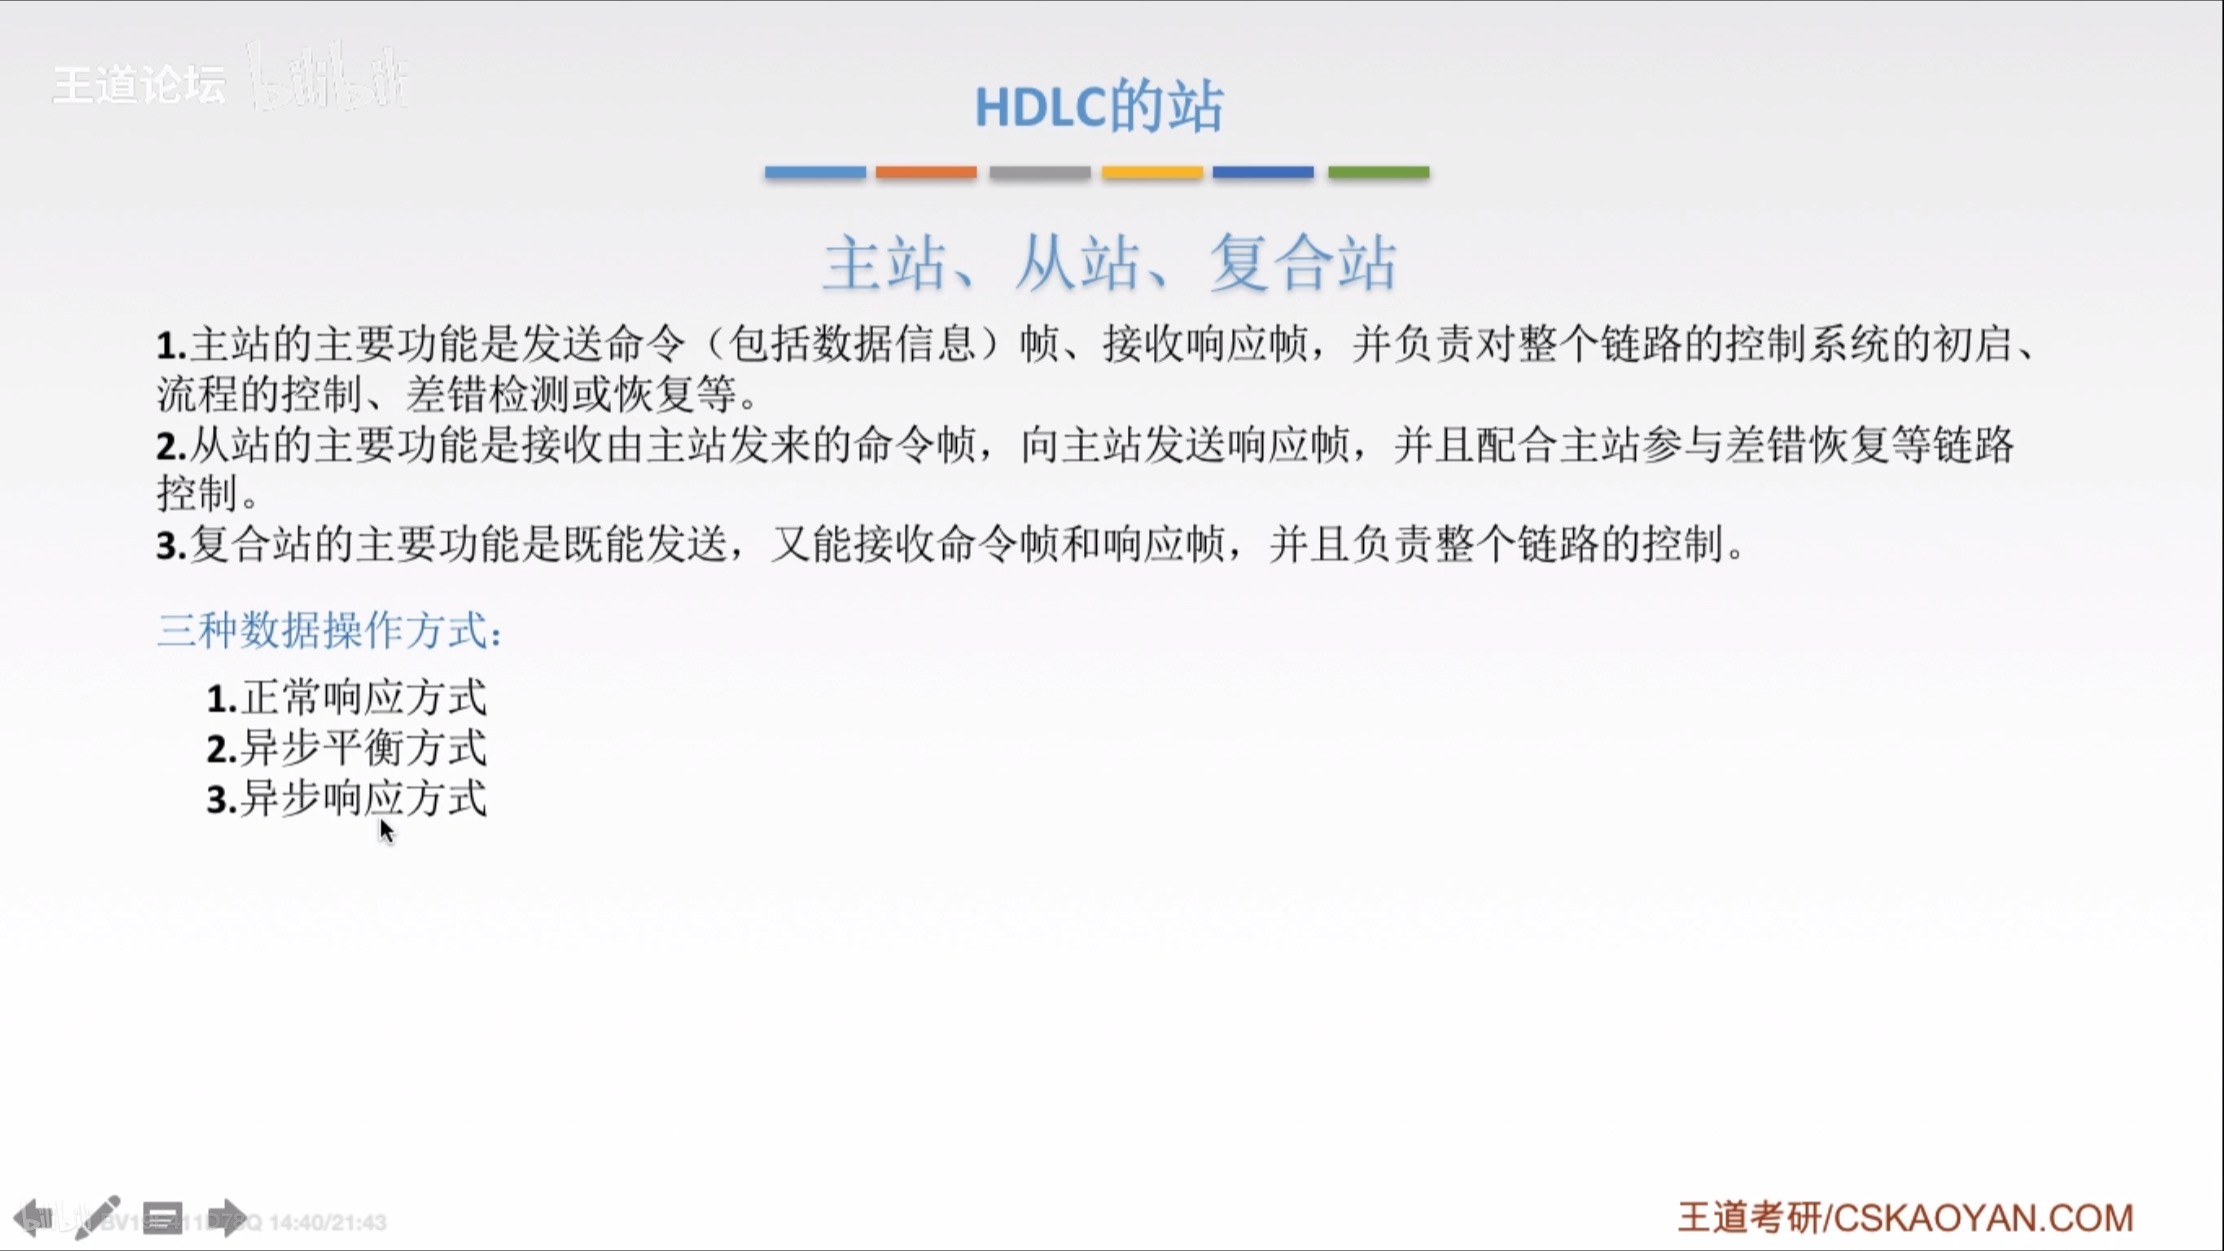 王道论坛 bilibili
HDLC的站
主站、从站、复合站
1.主站的主要功能是发送命令（包括数据信息）帧、接收响应帧，并负责对整个链路的控制系统的初启、
流程的控制、差错检测或恢复等。
2.从站的主要功能是接收由主站发来的命令帧，向主站发送响应帧，并且配合主站参与差错恢复等链路
控制。
3.复合站的主要功能是既能发送，又能接收命令帧和响应帧，并且负责整个链路的控制。
三种数据操作方式：
1.正常响应方式
2.异步平衡方式
3.异步响应方式
14:40/21:43
王道考研/CSKAOYAN.COM